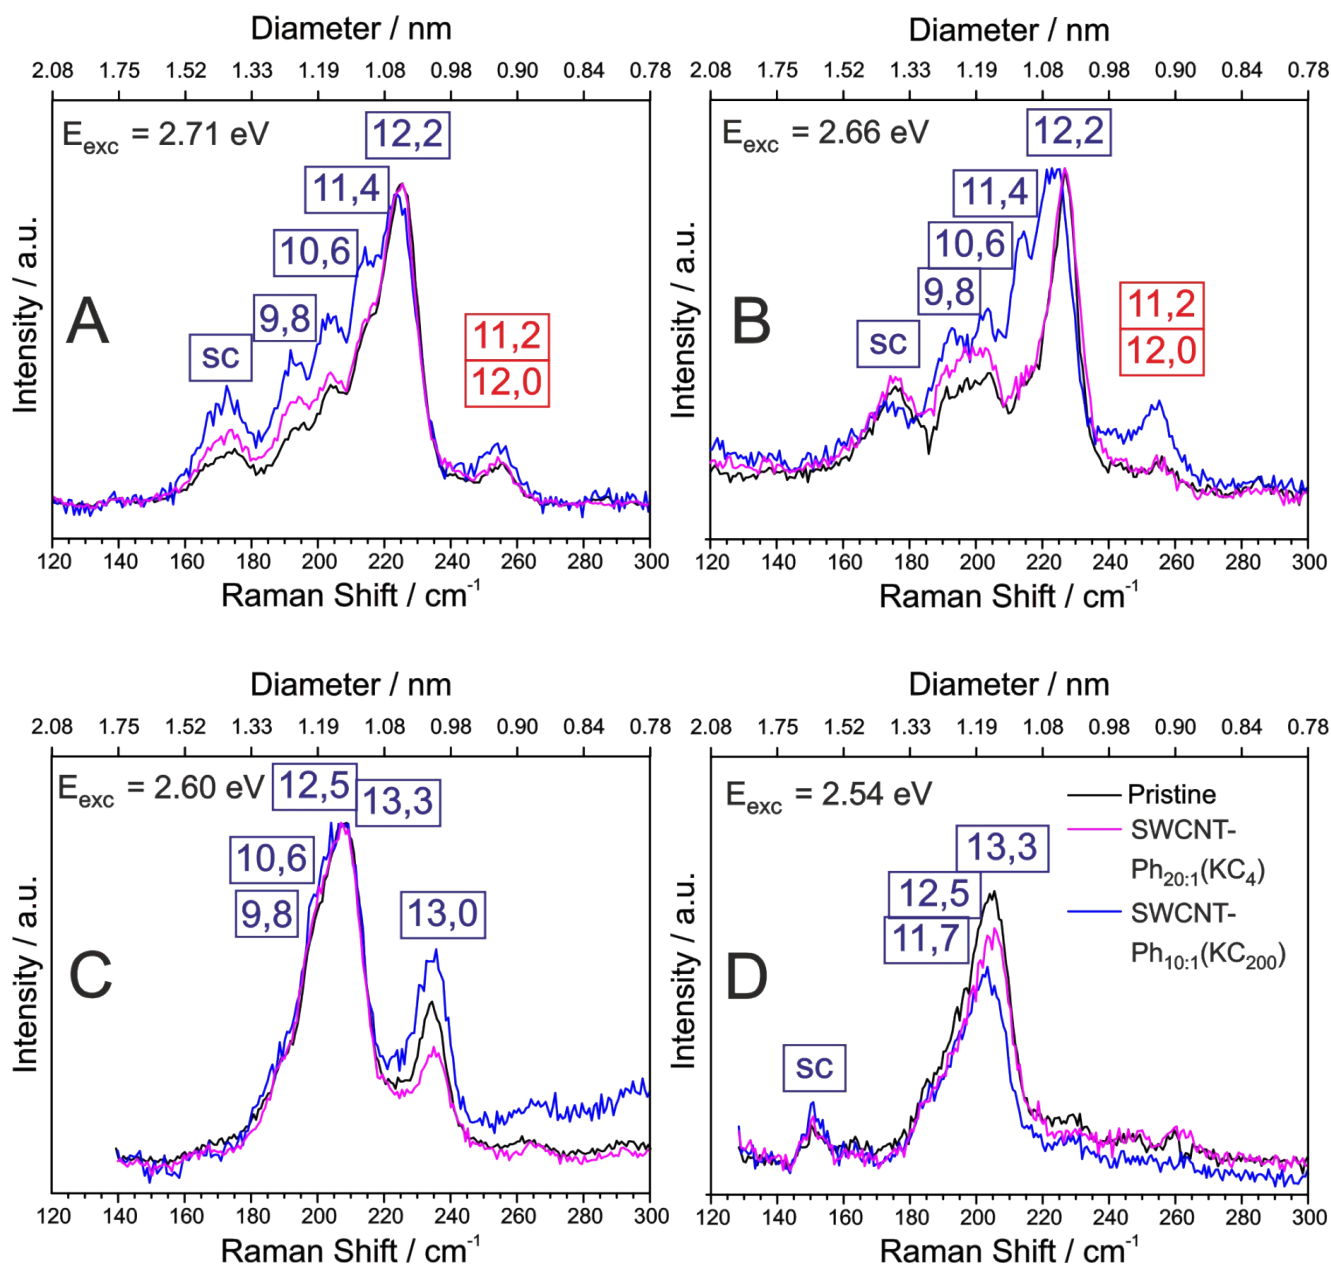 Diameter / nm
2.08 1.75 1.52 1.33 1.19 1.08 0.98 0.90 0.84 0.78
E_exc = 2.71 eV
12,2
11,4
10,6
9,8
sc
11,2
12,0
A
Intensity / a.u.
120 140 160 180 200 220 240 260 280 300
Raman Shift / cm⁻¹
Diameter / nm
2.08 1.75 1.52 1.33 1.19 1.08 0.98 0.90 0.84 0.78
E_exc = 2.66 eV
12,2
11,4
10,6
9,8
sc
11,2
12,0
B
Intensity / a.u.
120 140 160 180 200 220 240 260 280 300
Raman Shift / cm⁻¹
Diameter / nm
2.08 1.75 1.52 1.33 1.19 1.08 0.98 0.90 0.84 0.78
E_exc = 2.60 eV
12,5
13,3
10,6
9,8
13,0
C
Intensity / a.u.
120 140 160 180 200 220 240 260 280 300
Raman Shift / cm⁻¹
Diameter / nm
2.08 1.75 1.52 1.33 1.19 1.08 0.98 0.90 0.84 0.78
E_exc = 2.54 eV
Pristine
SWCNT-
Ph₂₀:₁(KC₄)
SWCNT-
Ph₁₀:₁(KC₂₀₀)
13,3
12,5
11,7
sc
D
Intensity / a.u.
120 140 160 180 200 220 240 260 280 300
Raman Shift / cm⁻¹